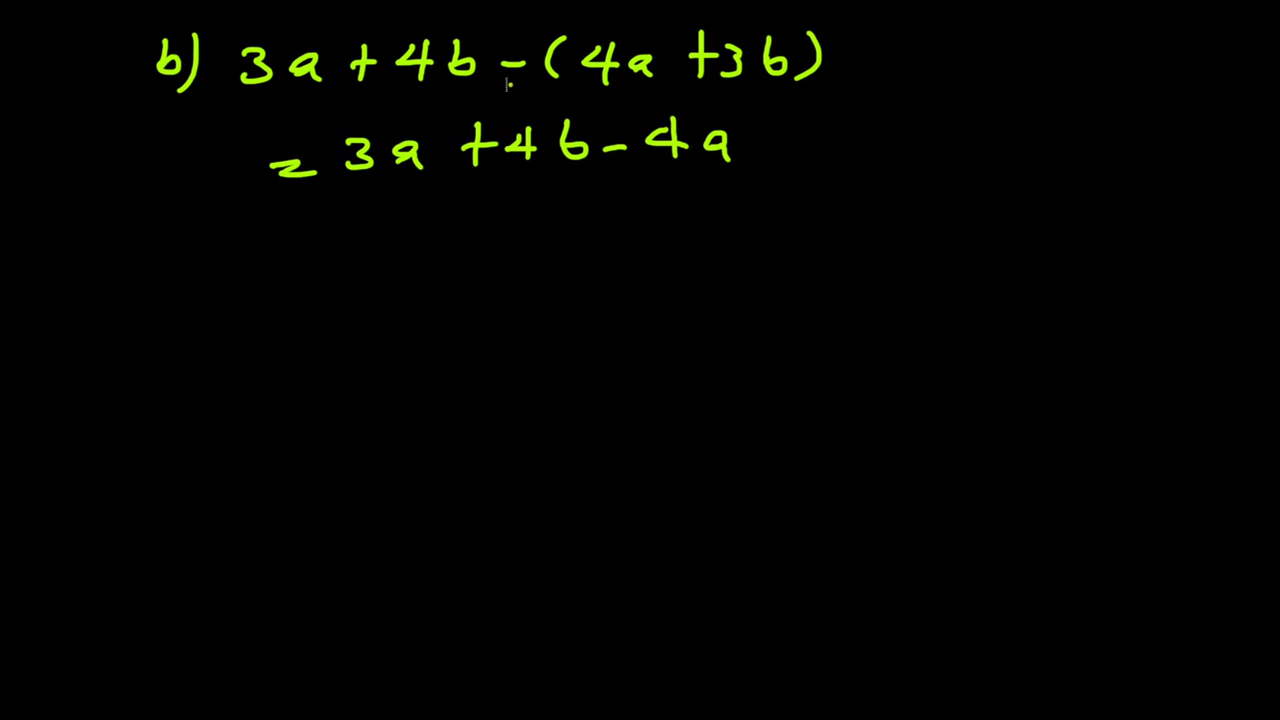 b) 3a + 4b - (4a + 3b)
= 3a + 4b - 4a